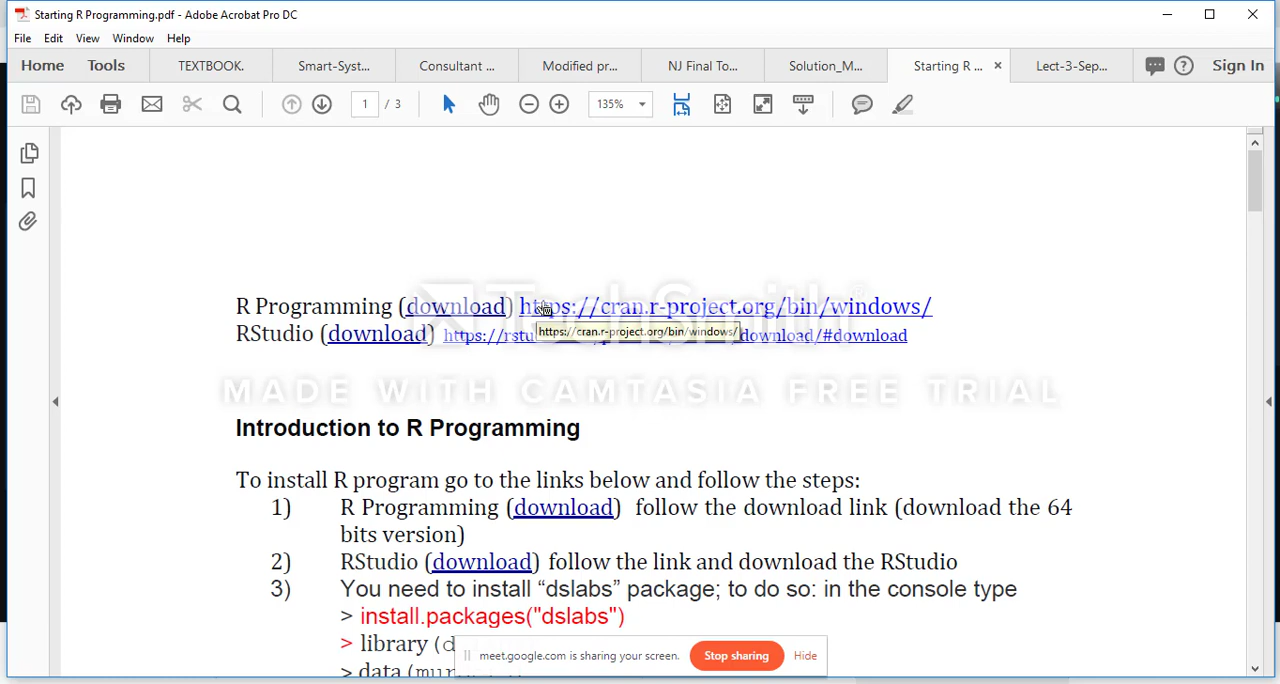 Starting R Programming.pdf - Adobe Acrobat Pro DC
File Edit View Window Help
Home Tools TEXTBOOK. Smart-Syst... Consultant ... Modified pr... NJ Final To... Solution_M... Starting R ... × Lect-3-Sep... ? Sign In
1 / 3 135%
R Programming (download) https://cran.r-project.org/bin/windows/
https://cran.r-project.org/bin/windows/
RStudio (download) https://rstu download/#download
TechSmith®
MADE WITH CAMTASIA FREE TRIAL
Introduction to R Programming
To install R program go to the links below and follow the steps:
1) R Programming (download) follow the download link (download the 64
bits version)
2) RStudio (download) follow the link and download the RStudio
3) You need to install “dslabs” package; to do so: in the console type
> install.packages("dslabs")
> library (d
> data (mur
meet.google.com is sharing your screen. Stop sharing Hide